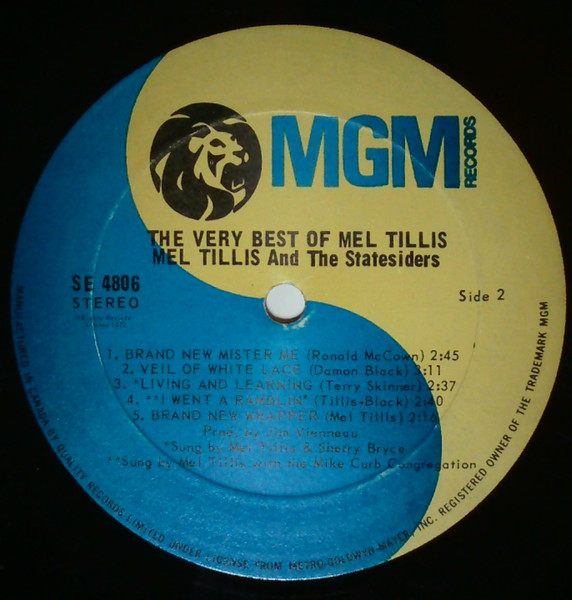 MGM
RECORDS
THE VERY BEST OF MEL TILLIS
MEL TILLIS And The Statesiders
SE 4806
STEREO
Side 2
1. BRAND NEW MISTER ME (Ronald McCown) 2:45
2. VEIL OF WHITE LACE (Damon Black) 3:11
3. *LIVING AND LEARNING (Terry Skinner) 2:37
4. **I WENT A RAMBLIN' (Tillis-Black) 2:40
5. BRAND NEW WRAPPER (Mel Tillis) 2:16
Prod. by Jim Vienneau
*Sung by Mel Tillis & Sherry Bryce
**Sung by Mel Tillis with the Mike Curb Congregation
MANUFACTURED IN CANADA BY QUALITY RECORDS LIMITED UNDER LICENSE FROM METRO-GOLDWYN-MAYER, INC. REGISTERED OWNER OF THE TRADEMARK MGM